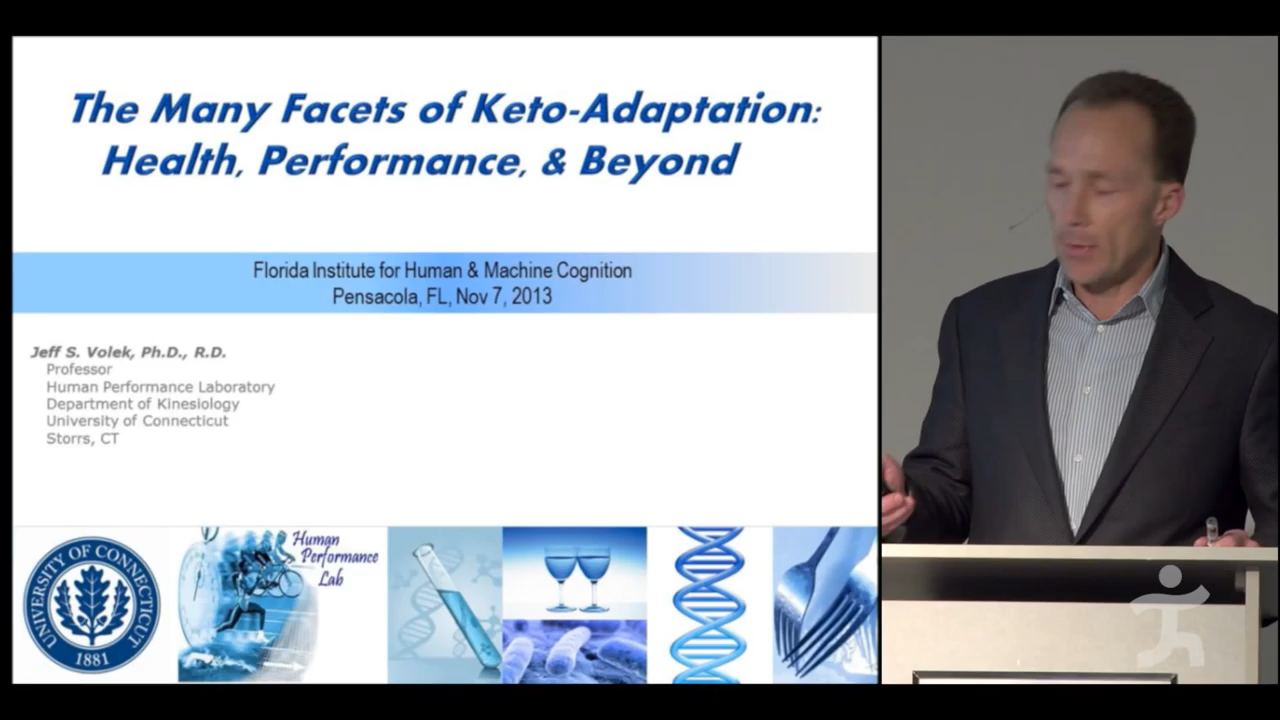 The Many Facets of Keto-Adaptation:
Health, Performance, & Beyond
Florida Institute for Human & Machine Cognition
Pensacola, FL, Nov 7, 2013
Jeff S. Volek, Ph.D., R.D.
Professor
Human Performance Laboratory
Department of Kinesiology
University of Connecticut
Storrs, CT
UNIVERSITY OF CONNECTICUT
1881
Human
Performance
Lab